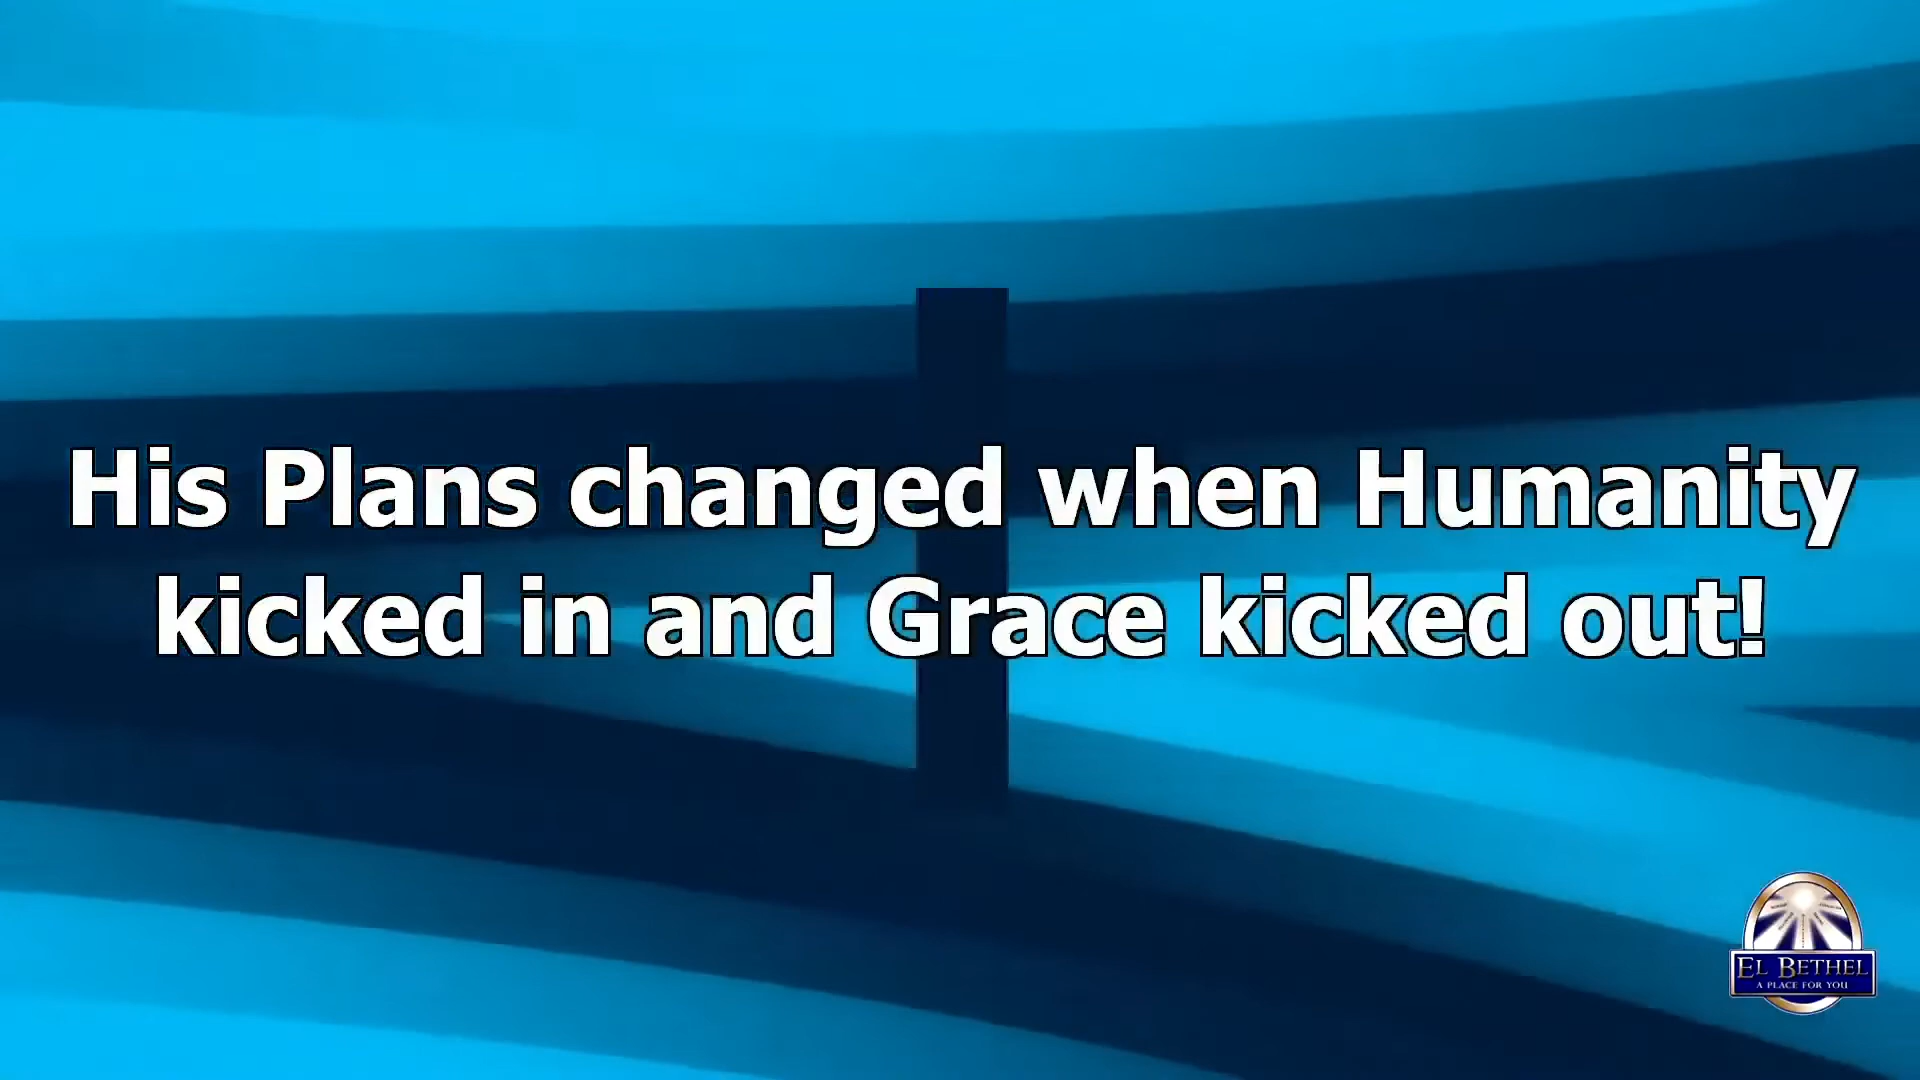 His Plans changed when Humanity
kicked in and Grace kicked out!
EL BETHEL
A PLACE FOR YOU